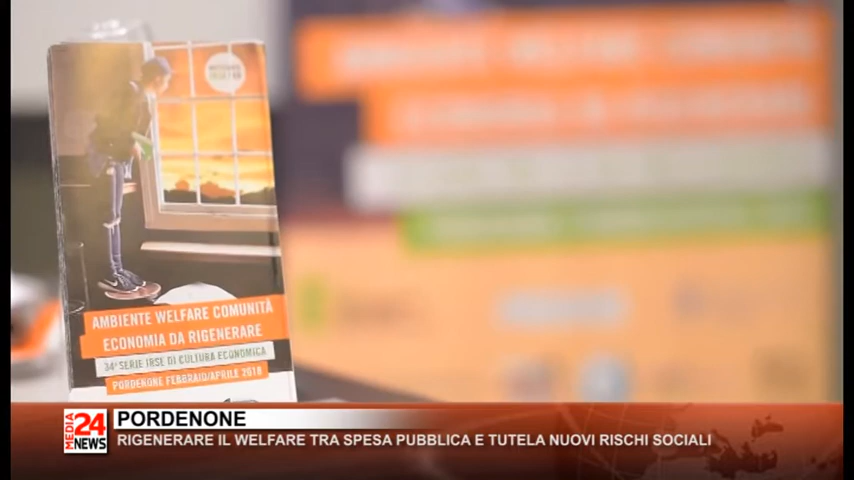 AMBIENTE WELFARE COMUNITÀ
ECONOMIA DA RIGENERARE
34ª SERIE IRSE DI CULTURA ECONOMICA
PORDENONE FEBBRAIO/APRILE 2018
MEDIA 24 NEWS
PORDENONE
RIGENERARE IL WELFARE TRA SPESA PUBBLICA E TUTELA NUOVI RISCHI SOCIALI